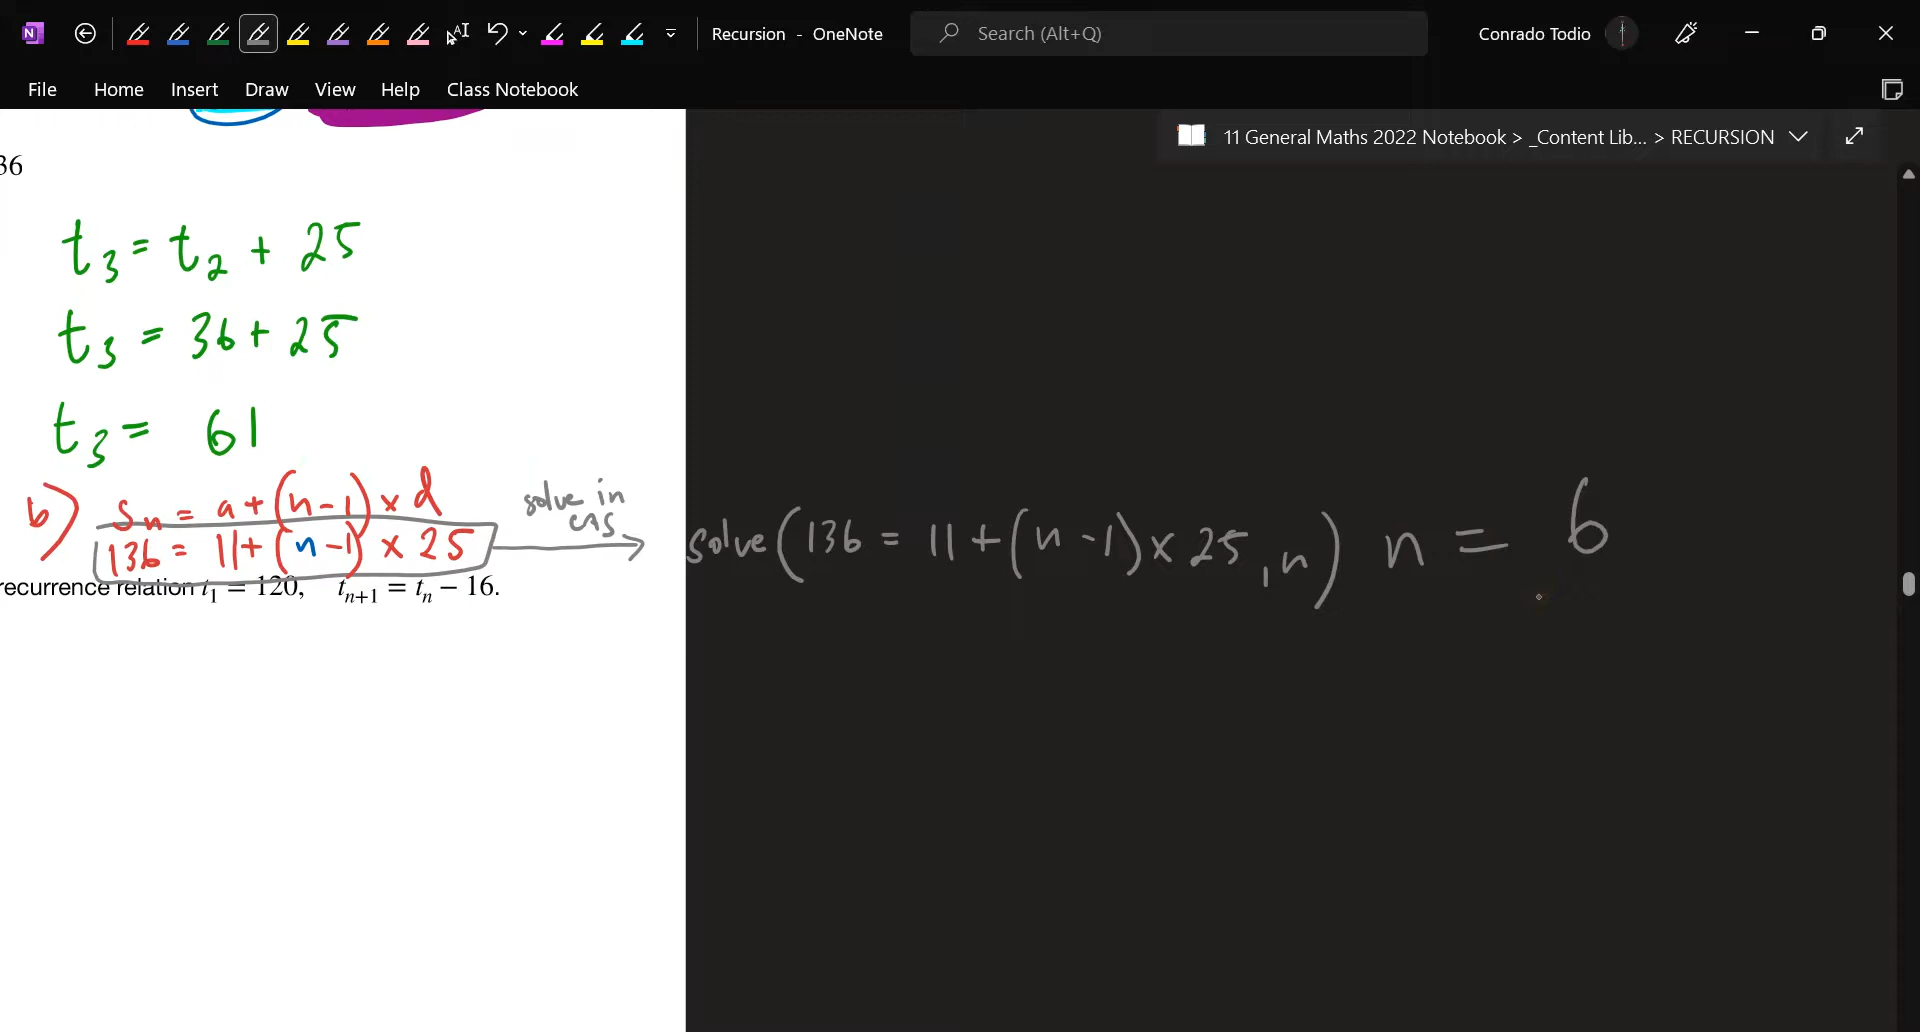 Recursion - OneNote
Search (Alt+Q)
Conrado Todio
File Home Insert Draw View Help Class Notebook
11 General Maths 2022 Notebook > _Content Lib... > RECURSION
36
t₃ = t₂ + 25
t₃ = 36 + 25
t₃ = 61
b) Sn = a + (n - 1) × d
136 = 11 + (n - 1) × 25
solve in
CAS
solve(136 = 11 + (n - 1) × 25, n) n = 6
recurrence relation t₁ = 120, tₙ₊₁ = tₙ − 16.